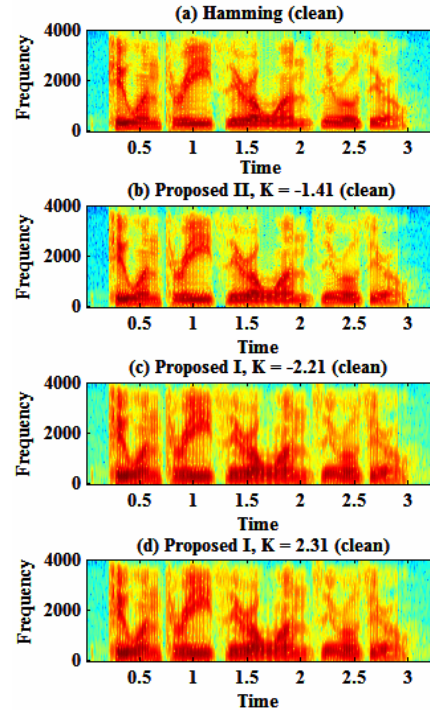 (a) Hamming (clean)
Frequency
4000
2000
0
0.5 1 1.5 2 2.5 3
Time
(b) Proposed II, K = -1.41 (clean)
Frequency
4000
2000
0
0.5 1 1.5 2 2.5 3
Time
(c) Proposed I, K = -2.21 (clean)
Frequency
4000
2000
0
0.5 1 1.5 2 2.5 3
Time
(d) Proposed I, K = 2.31 (clean)
Frequency
4000
2000
0
0.5 1 1.5 2 2.5 3
Time